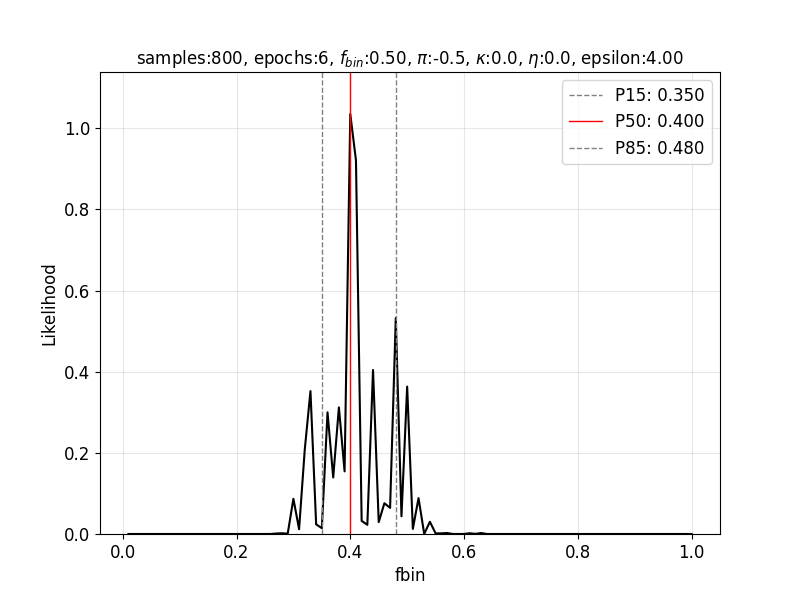 samples:800, epochs:6, f_bin:0.50, π:-0.5, κ:0.0, η:0.0, epsilon:4.00
P15: 0.350
P50: 0.400
P85: 0.480
1.0
0.8
0.6
0.4
0.2
0.0
Likelihood
0.0 0.2 0.4 0.6 0.8 1.0
fbin